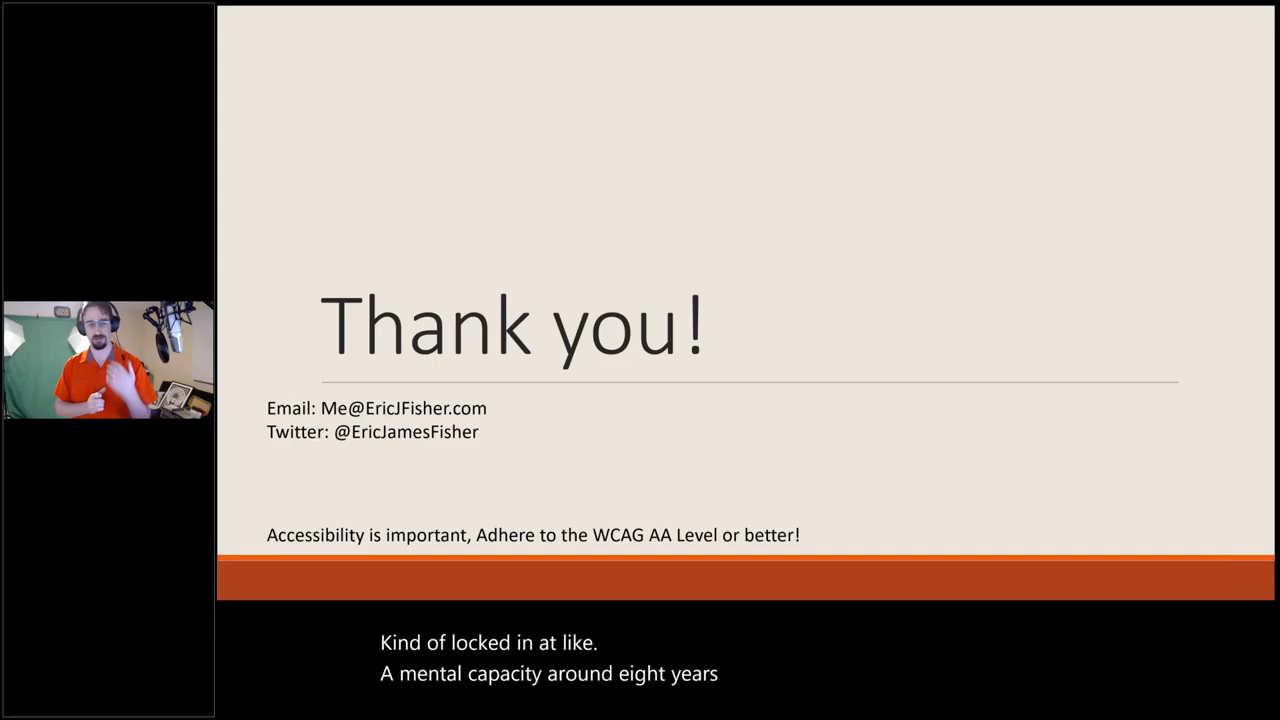 Thank you!
Email: Me@EricJFisher.com
Twitter: @EricJamesFisher
Accessibility is important, Adhere to the WCAG AA Level or better!
Kind of locked in at like.
A mental capacity around eight years